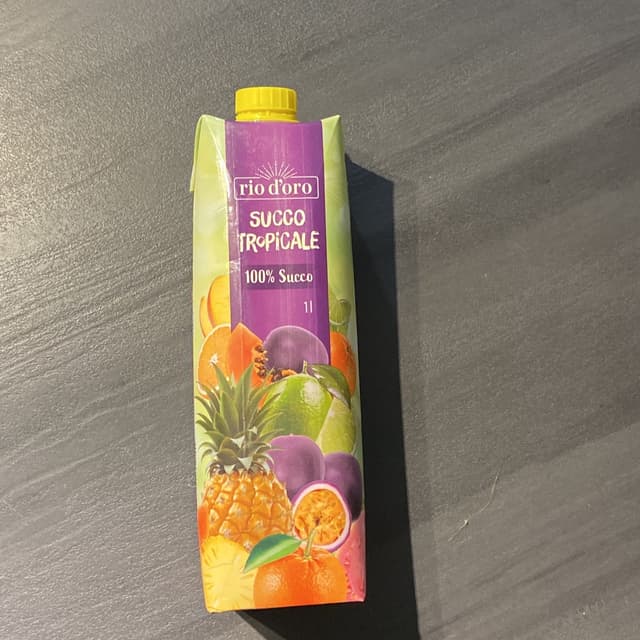 rio d'oro
SUCCO
TROPICALE
100% Succo
1l